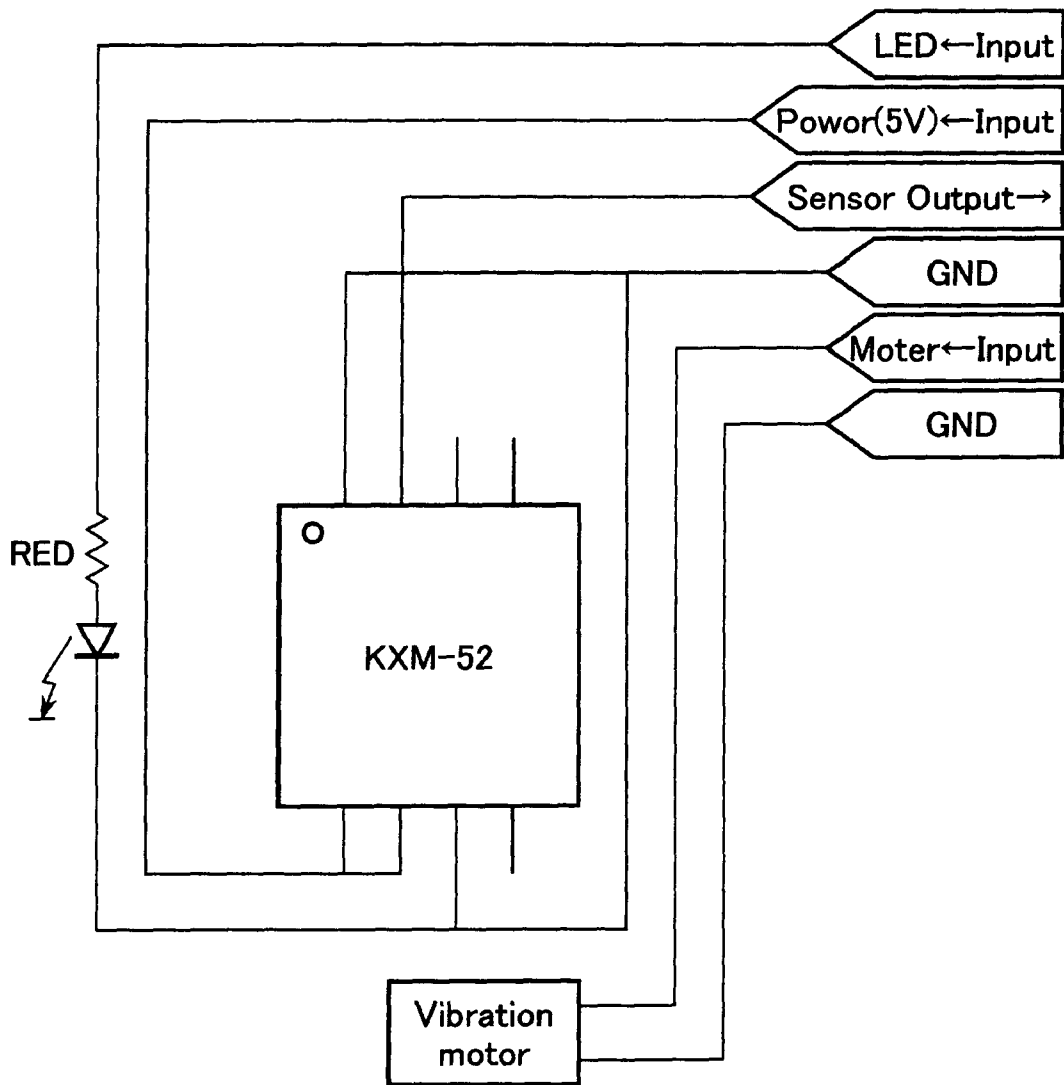 LED←Input
Powor(5V)←Input
Sensor Output→
GND
Moter←Input
GND
RED
KXM-52
Vibration
motor